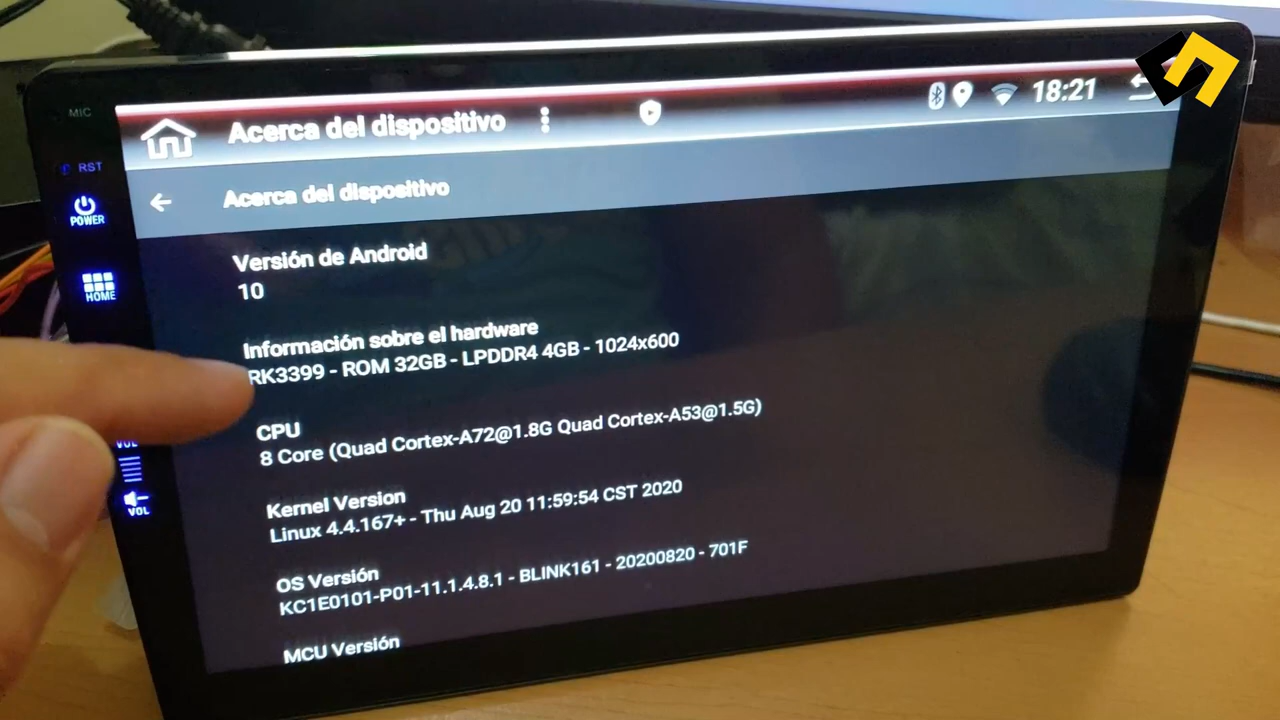 MIC
RST
POWER
HOME
VOL
VOL
Acerca del dispositivo
18:21
Acerca del dispositivo
Versión de Android
10
Información sobre el hardware
RK3399 - ROM 32GB - LPDDR4 4GB - 1024x600
CPU
8 Core (Quad Cortex-A72@1.8G Quad Cortex-A53@1.5G)
Kernel Version
Linux 4.4.167+ - Thu Aug 20 11:59:54 CST 2020
OS Versión
KC1E0101-P01-11.1.4.8.1 - BLINK161 - 20200820 - 701F
MCU Versión